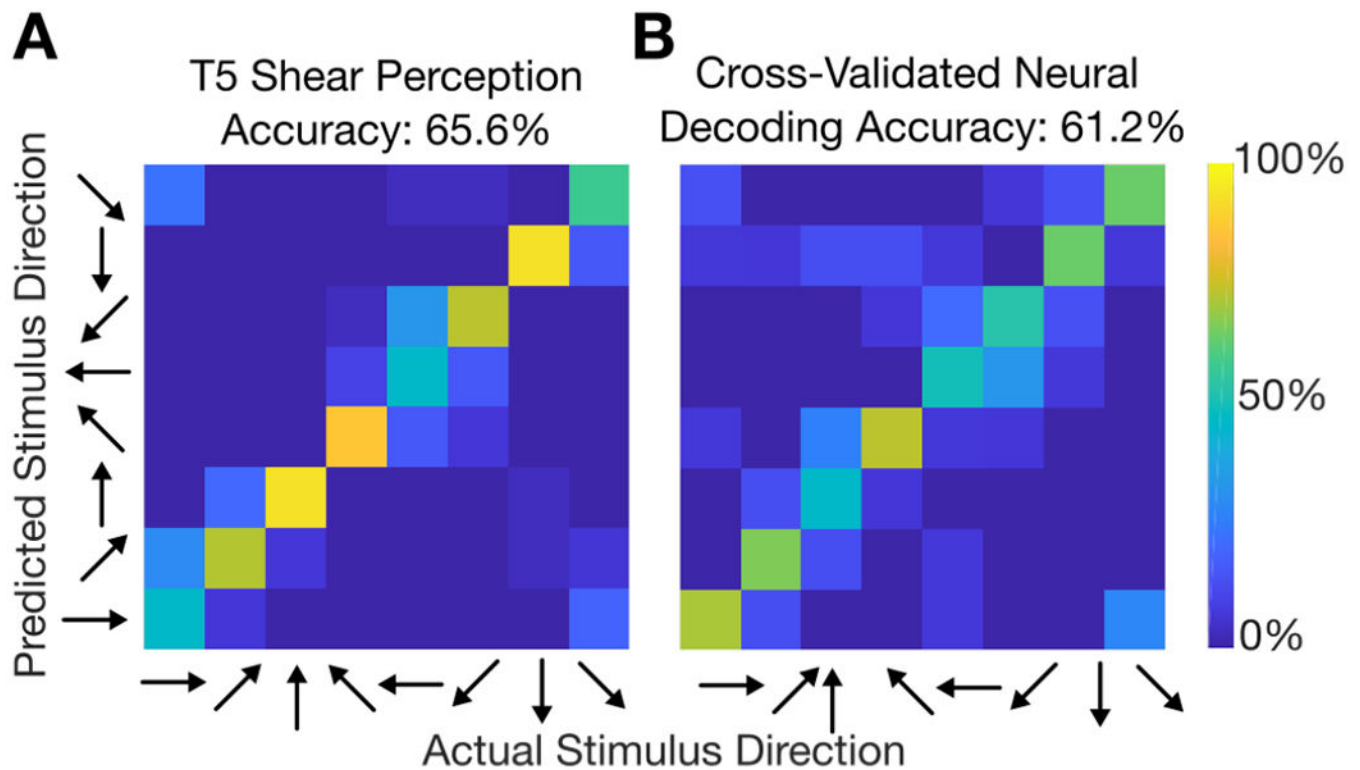 A
B
T5 Shear Perception
Accuracy: 65.6%
Cross-Validated Neural
Decoding Accuracy: 61.2%
Predicted Stimulus Direction
100%
50%
0%
Actual Stimulus Direction